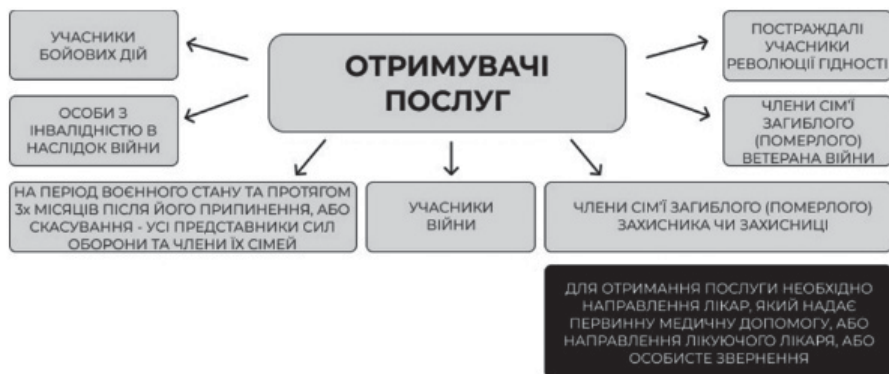 УЧАСНИКИ
БОЙОВИХ ДІЙ
ОТРИМУВАЧІ
ПОСЛУГ
ПОСТРАЖДАЛІ
УЧАСНИКИ
РЕВОЛЮЦІЇ ГІДНОСТІ
ОСОБИ З
ІНВАЛІДНІСТЮ В
НАСЛІДОК ВІЙНИ
ЧЛЕНИ СІМ'Ї
ЗАГИБЛОГО
(ПОМЕРЛОГО)
ВЕТЕРАНА ВІЙНИ
НА ПЕРІОД ВОЄННОГО СТАНУ ТА ПРОТЯГОМ
3х МІСЯЦІВ ПІСЛЯ ЙОГО ПРИПИНЕННЯ, АБО
СКАСУВАННЯ - УСІ ПРЕДСТАВНИКИ СИЛ
ОБОРОНИ ТА ЧЛЕНИ ЇХ СІМЕЙ
УЧАСНИКИ
ВІЙНИ
ЧЛЕНИ СІМ'Ї ЗАГИБЛОГО (ПОМЕРЛОГО)
ЗАХИСНИКА ЧИ ЗАХИСНИЦІ
ДЛЯ ОТРИМАННЯ ПОСЛУГИ НЕОБХІДНО
НАПРАВЛЕННЯ ЛІКАР, ЯКИЙ НАДАЄ
ПЕРВИННУ МЕДИЧНУ ДОПОМОГУ, АБО
НАПРАВЛЕННЯ ЛІКУЮЧОГО ЛІКАРЯ, АБО
ОСОБИСТЕ ЗВЕРНЕННЯ